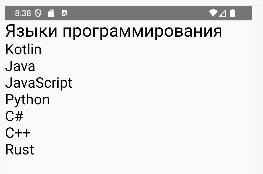 8:38
Языки программирования
Kotlin
Java
JavaScript
Python
C#
C++
Rust